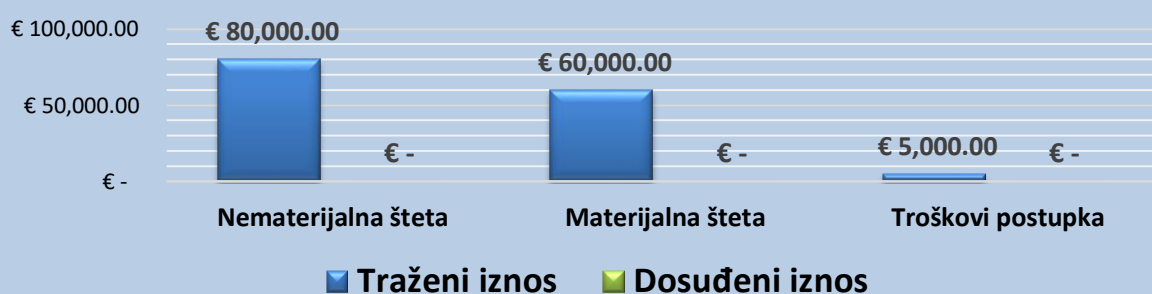 € 100,000.00
€ 80,000.00
€ 60,000.00
€ 50,000.00
€ -
€ -
€ 5,000.00
€ -
€ -
Nematerijalna šteta
Materijalna šteta
Troškovi postupka
Traženi iznos
Dosuđeni iznos